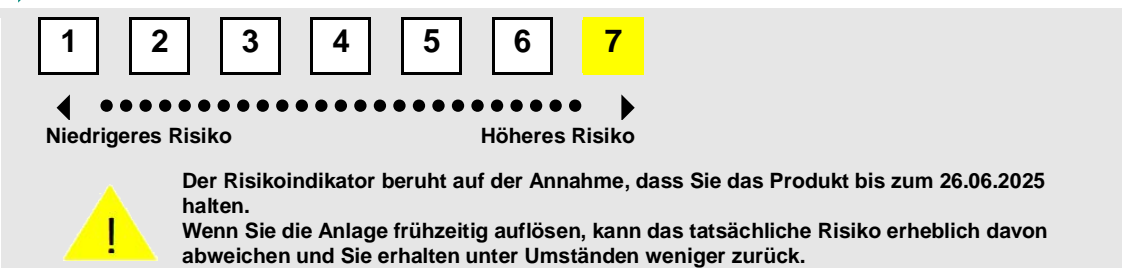 1 2 3 4 5 6 7
Niedrigeres Risiko Höheres Risiko
!
Der Risikoindikator beruht auf der Annahme, dass Sie das Produkt bis zum 26.06.2025
halten.
Wenn Sie die Anlage frühzeitig auflösen, kann das tatsächliche Risiko erheblich davon
abweichen und Sie erhalten unter Umständen weniger zurück.